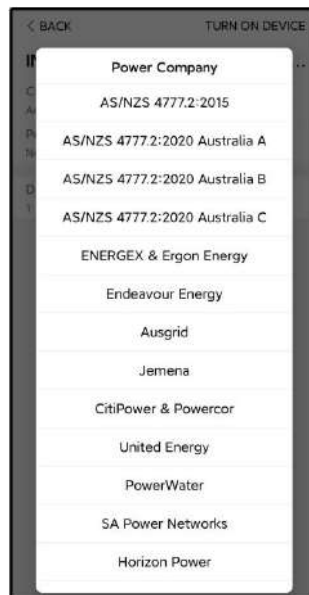 < BACK TURN ON DEVICE
Power Company
AS/NZS 4777.2:2015
AS/NZS 4777.2:2020 Australia A
AS/NZS 4777.2:2020 Australia B
AS/NZS 4777.2:2020 Australia C
ENERGEX & Ergon Energy
Endeavour Energy
Ausgrid
Jemena
CitiPower & Powercor
United Energy
PowerWater
SA Power Networks
Horizon Power